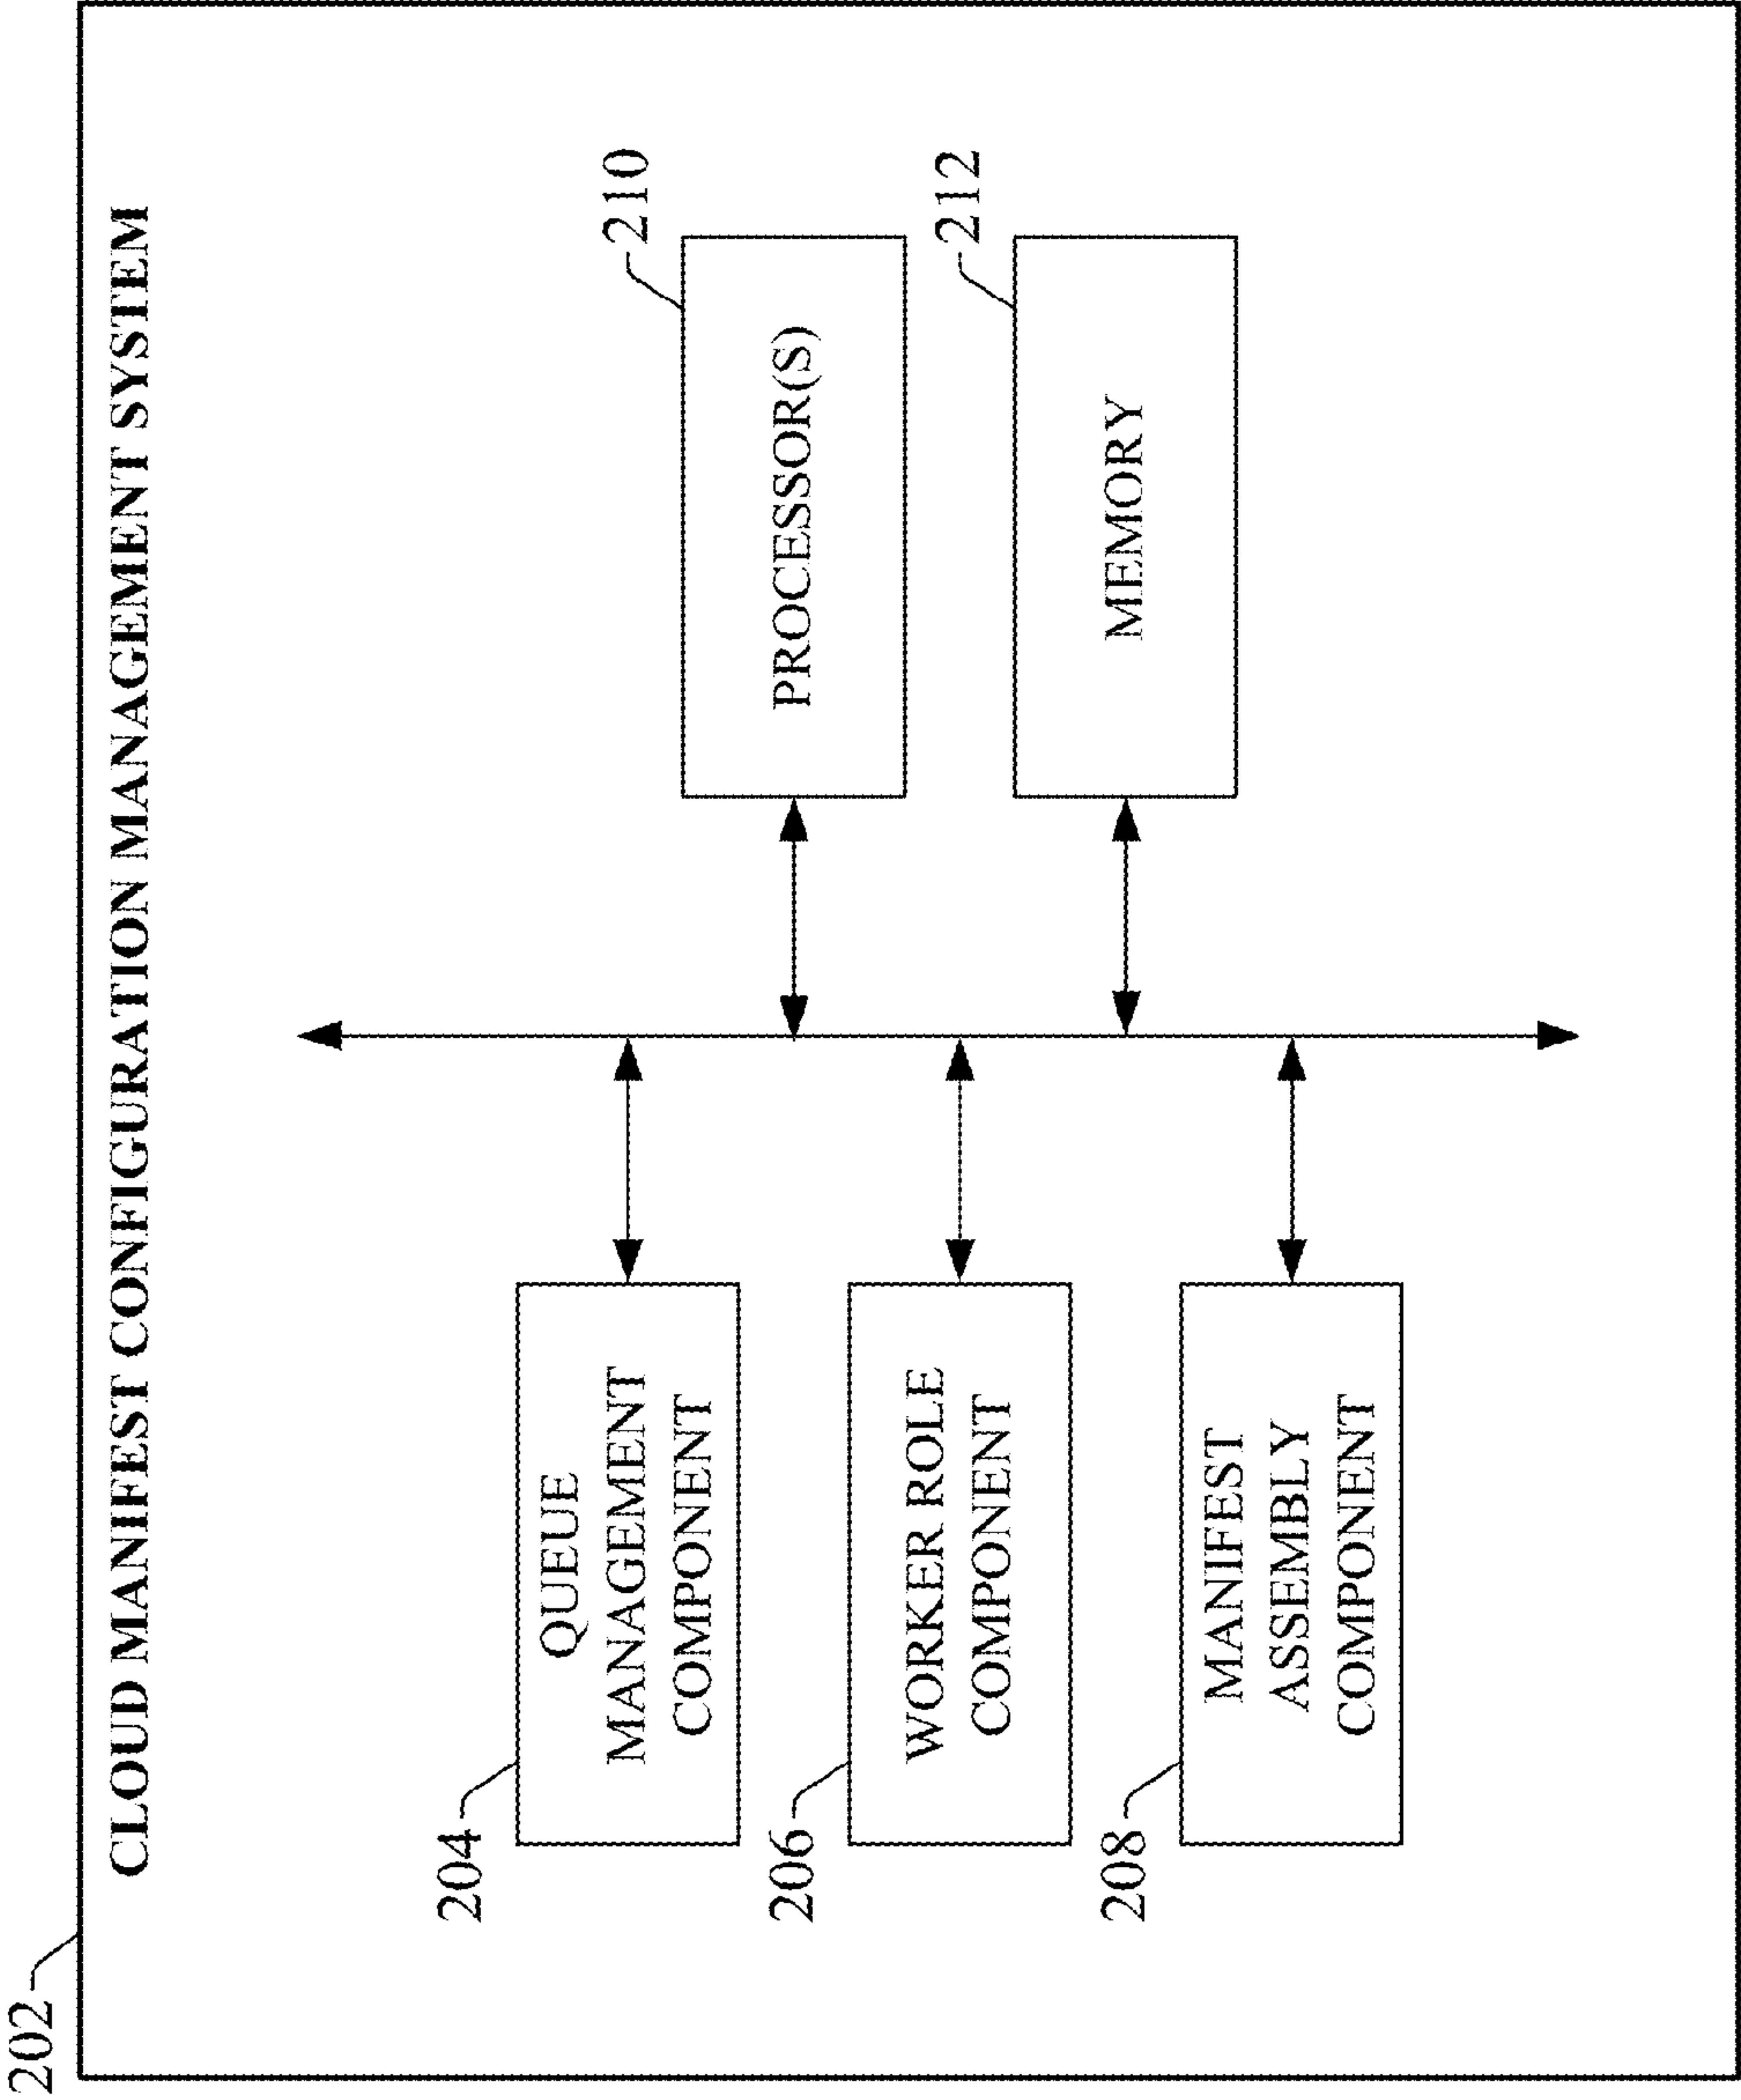 202
CLOUD MANIFEST CONFIGURATION MANAGEMENT SYSTEM
204
QUEUE
MANAGEMENT
COMPONENT
206
WORKER ROLE
COMPONENT
208
MANIFEST
ASSEMBLY
COMPONENT
210
PROCESSOR(S)
212
MEMORY